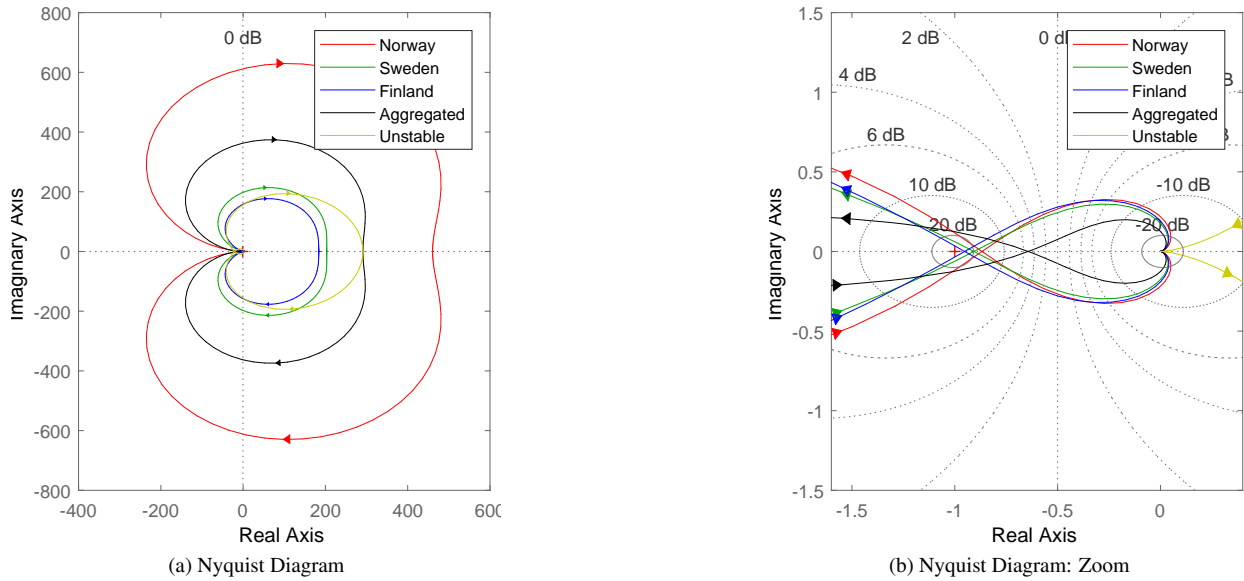 800
600
400
200
0
-200
-400
-600
-800
-400
-200
0
200
400
600
Real Axis
Imaginary Axis
0 dB
Norway
Sweden
Finland
Aggregated
Unstable
(a) Nyquist Diagram
1.5
1
0.5
0
-0.5
-1
-1.5
-1.5
-1
-0.5
0
Real Axis
Imaginary Axis
2 dB
4 dB
6 dB
10 dB
20 dB
-10 dB
-20 dB
Norway
Sweden
Finland
Aggregated
Unstable
(b) Nyquist Diagram: Zoom